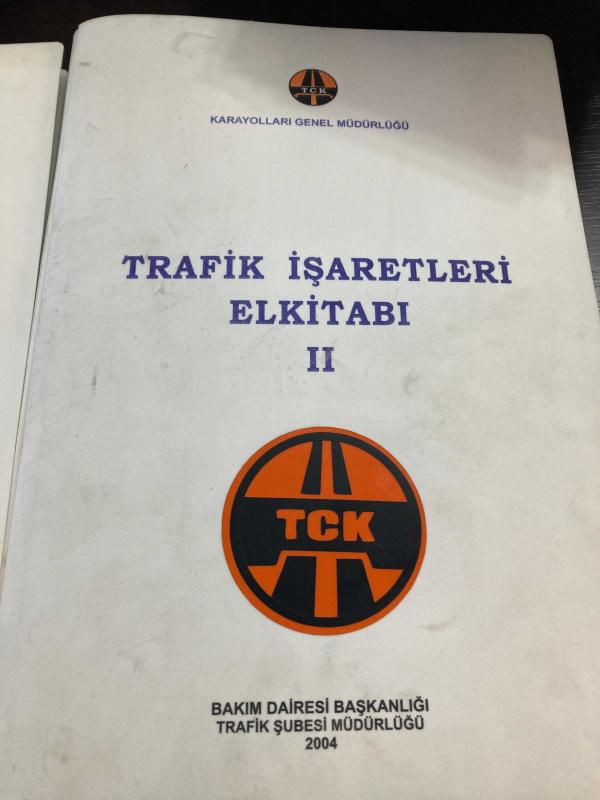 TCK
KARAYOLLARI GENEL MÜDÜRLÜĞÜ
TRAFİK İŞARETLERİ
ELKİTABI
II
TCK
BAKIM DAİRESİ BAŞKANLIĞI
TRAFİK ŞUBESİ MÜDÜRLÜĞÜ
2004